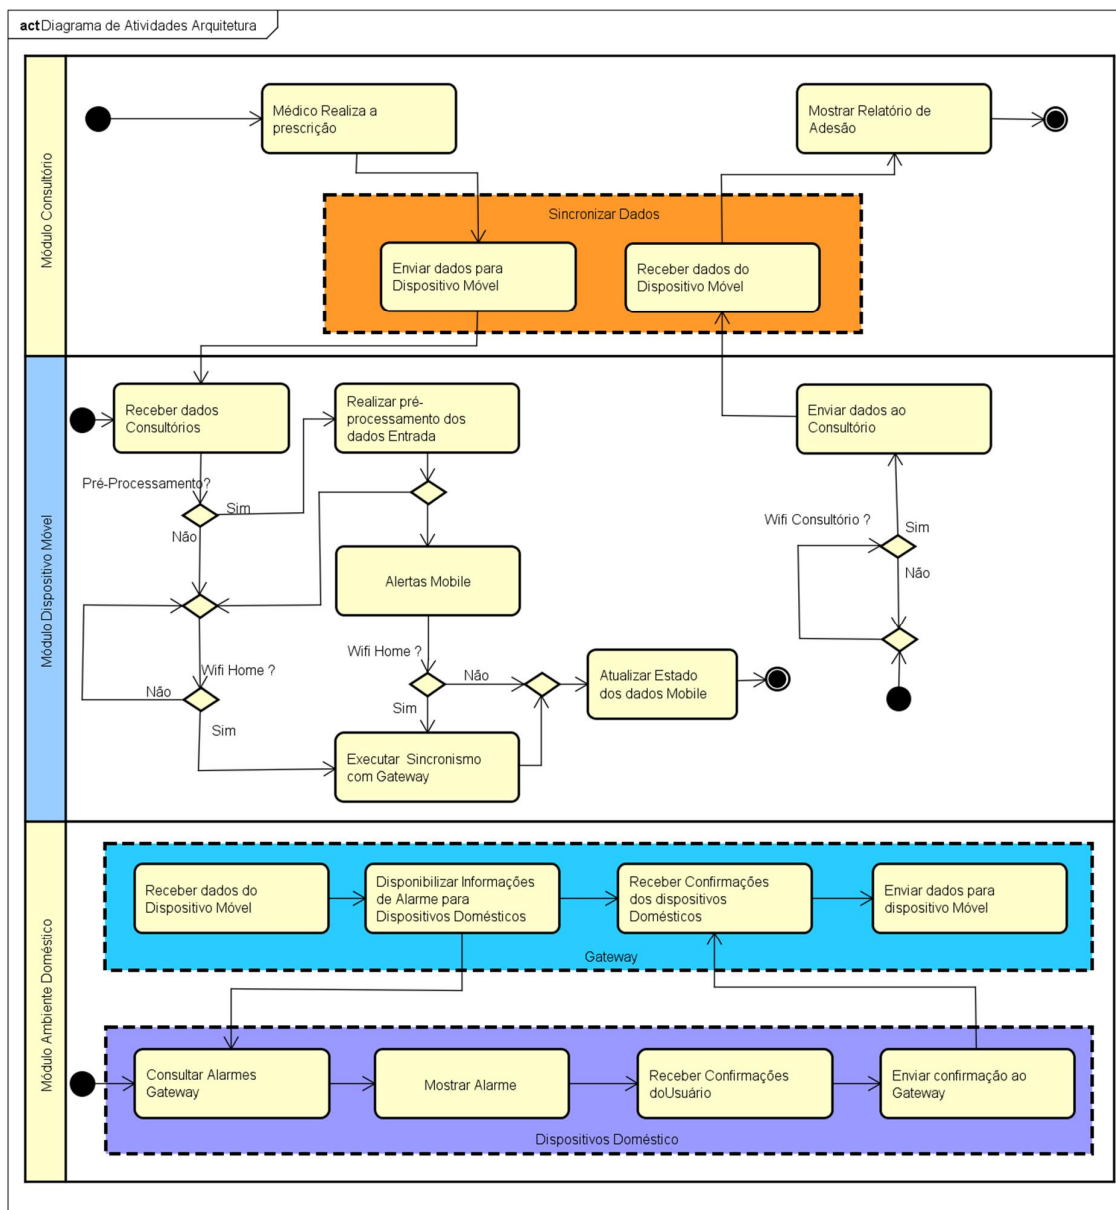 act Diagrama de Atividades Arquitetura
Módulo Consultório
Médico Realiza a
prescrição
Mostrar Relatório de
Adesão
Sincronizar Dados
Enviar dados para
Dispositivo Móvel
Receber dados do
Dispositivo Móvel
Módulo Dispositivo Móvel
Receber dados
Consultórios
Realizar pré-
processamento dos
dados Entrada
Enviar dados ao
Consultório
Pré-Processamento?
Sim
Não
Wifi Consultório ?
Sim
Não
Alertas Mobile
Wifi Home ?
Não
Sim
Wifi Home ?
Não
Sim
Atualizar Estado
dos dados Mobile
Executar Sincronismo
com Gateway
Módulo Ambiente Doméstico
Receber dados do
Dispositivo Móvel
Disponibilizar Informações
de Alarme para
Dispositivos Domésticos
Receber Confirmações
dos dispositivos
Domésticos
Enviar dados para
dispositivo Móvel
Gateway
Consultar Alarmes
Gateway
Mostrar Alarme
Receber Confirmações
doUsuário
Enviar confirmação ao
Gateway
Dispositivos Doméstico